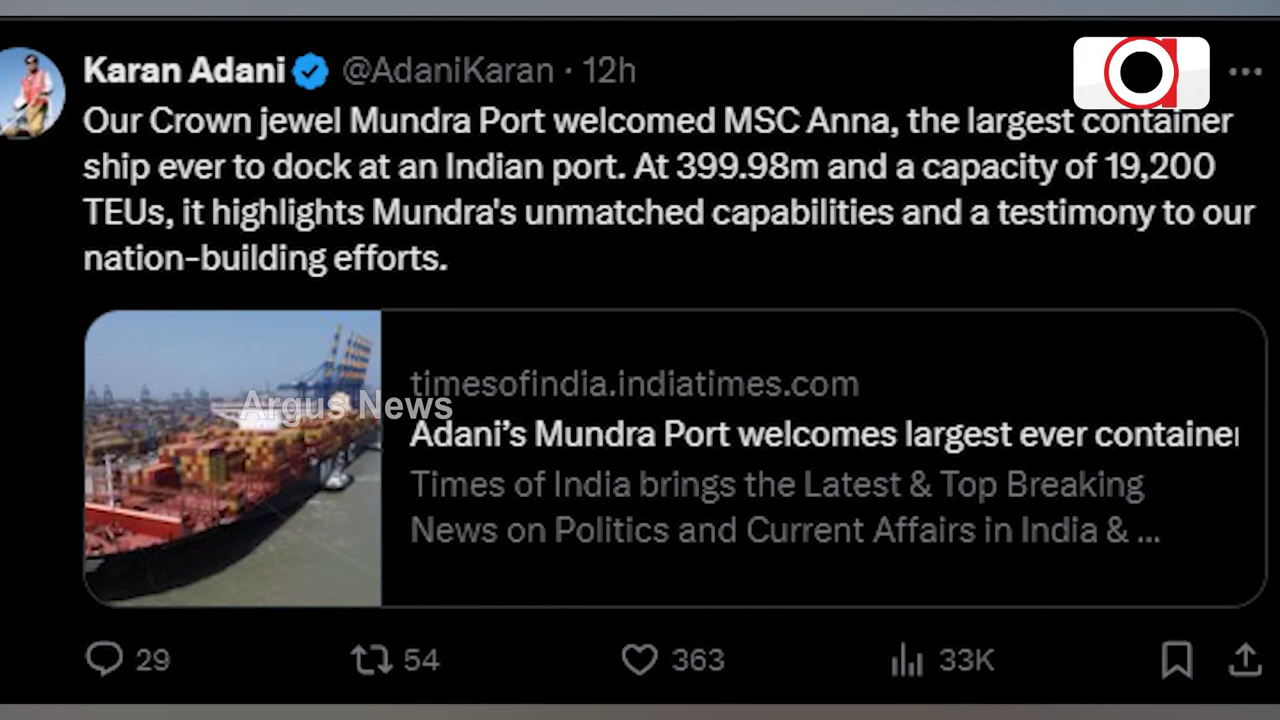 Karan Adani @AdaniKaran · 12h
Our Crown jewel Mundra Port welcomed MSC Anna, the largest container
ship ever to dock at an Indian port. At 399.98m and a capacity of 19,200
TEUs, it highlights Mundra's unmatched capabilities and a testimony to our
nation-building efforts.
timesofindia.indiatimes.com
Argus News
Adani’s Mundra Port welcomes largest ever container
Times of India brings the Latest & Top Breaking
News on Politics and Current Affairs in India & ...
29 54 363 33K